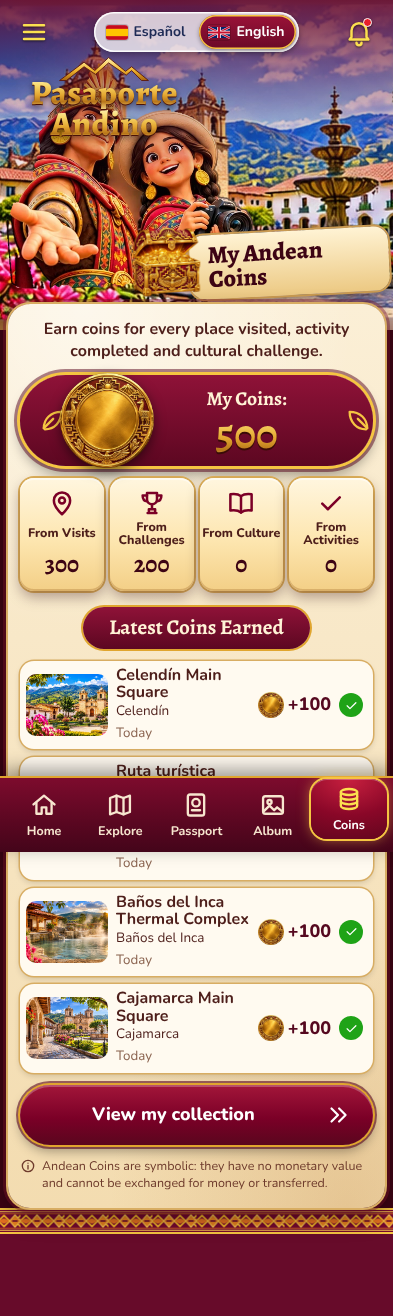 Español
English
Pasaporte
Andino
My Andean
Coins
Earn coins for every place visited, activity
completed and cultural challenge.
My Coins:
500
From Visits
300
From
Challenges
200
From Culture
0
From
Activities
0
Latest Coins Earned
Celendín Main
Square
Celendín
Today
+100
Ruta turística
Home
Explore
Passport
Album
Coins
Today
Baños del Inca
Thermal Complex
Baños del Inca
Today
+100
Cajamarca Main
Square
Cajamarca
Today
+100
View my collection
Andean Coins are symbolic: they have no monetary value
and cannot be exchanged for money or transferred.